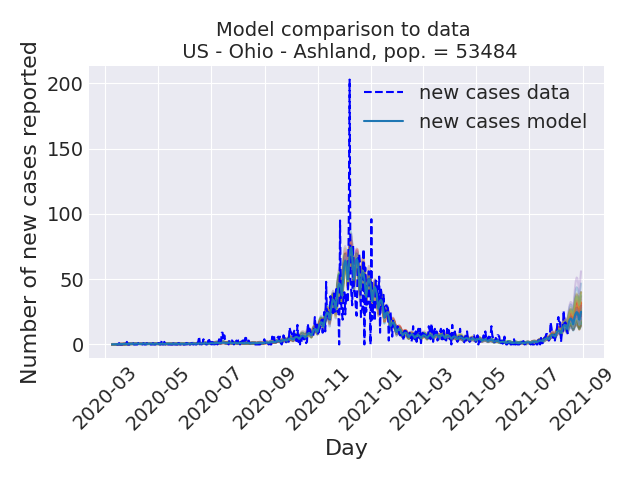 Model comparison to data
US - Ohio - Ashland, pop. = 53484
Number of new cases reported
200
150
100
50
0
new cases data
new cases model
2020-03
2020-05
2020-07
2020-09
2020-11
2021-01
2021-03
2021-05
2021-07
2021-09
Day